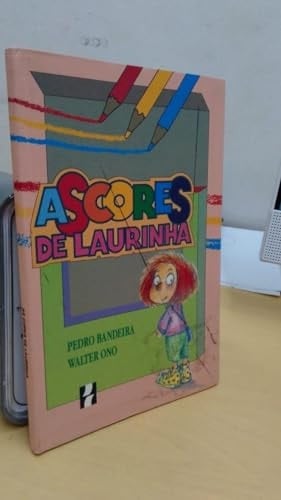 AS CORES
DE LAURINHA
PEDRO BANDEIRA
WALTER ONO